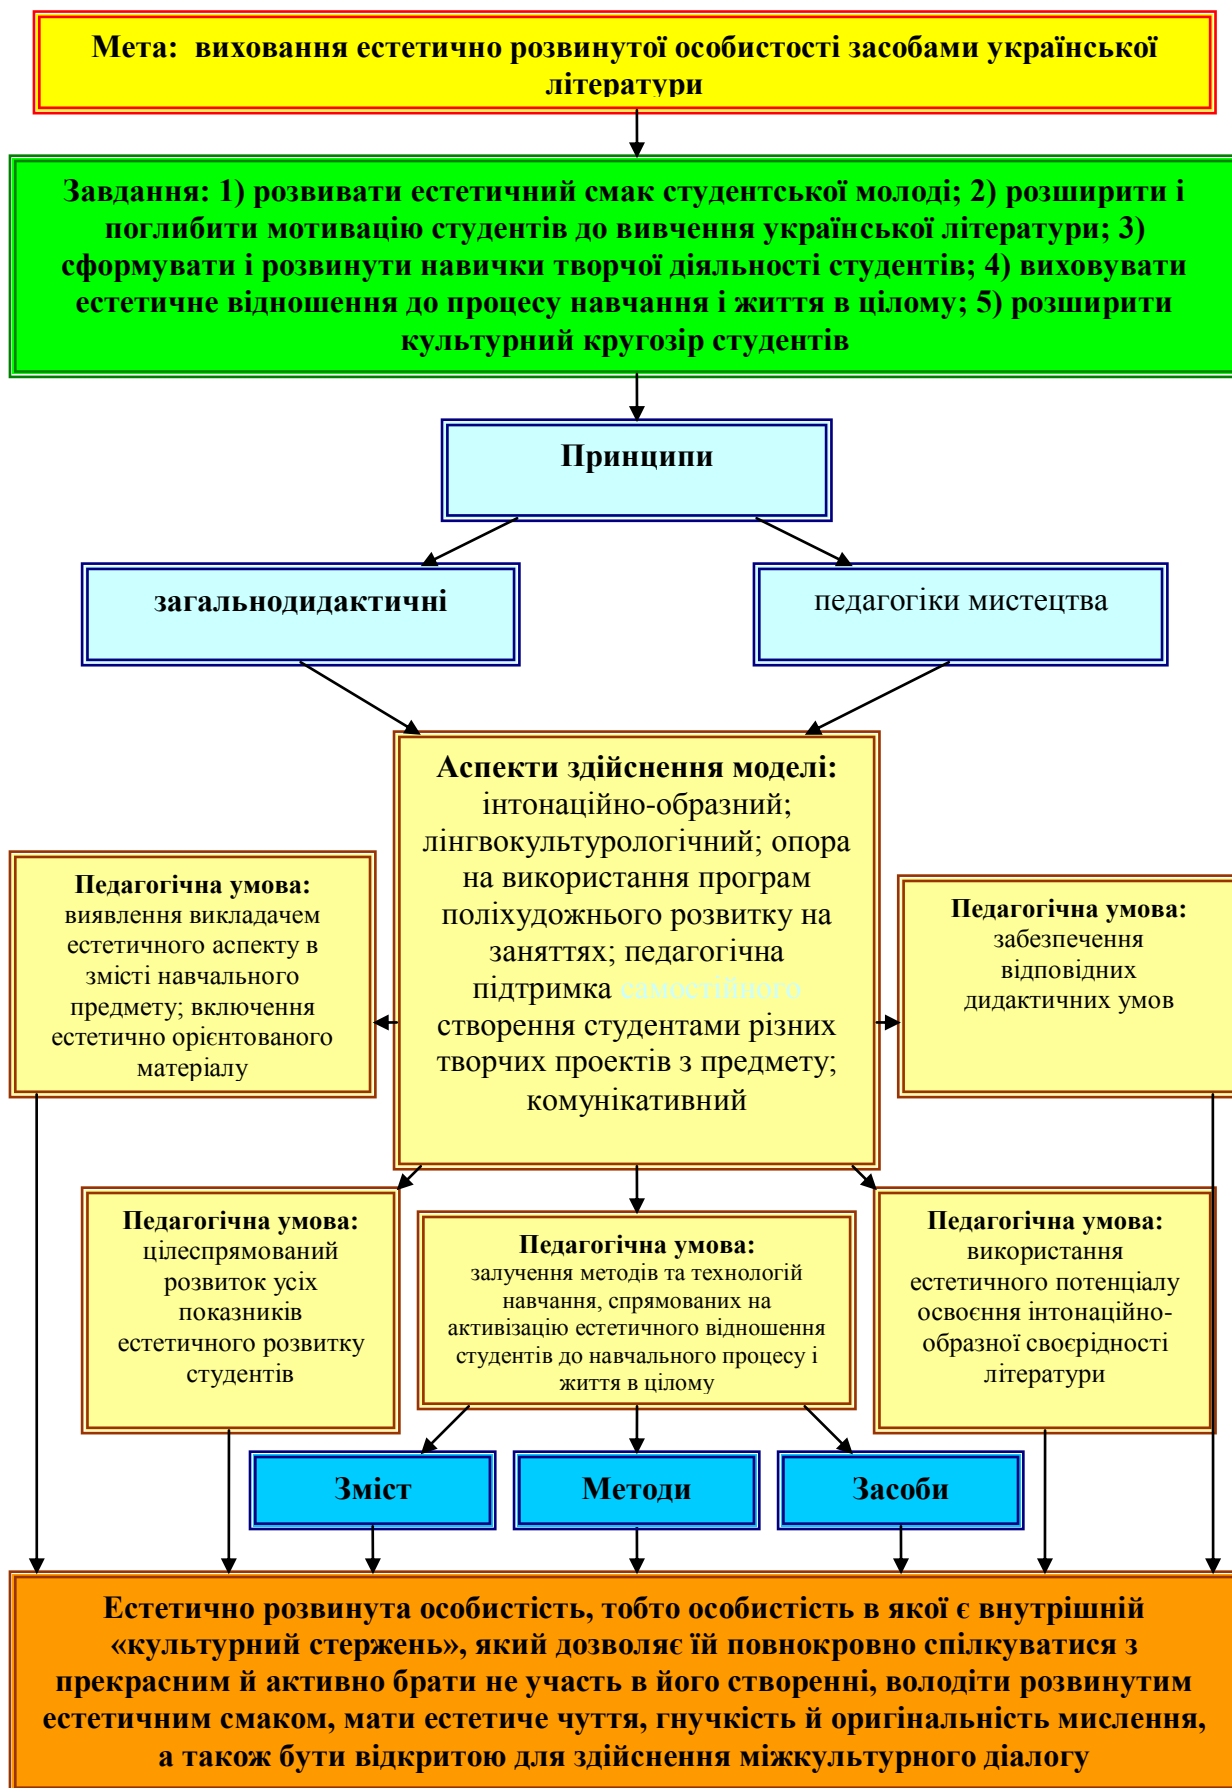 Мета: виховання естетично розвинутої особистості засобами української
літератури
Завдання: 1) розвивати естетичний смак студентської молоді; 2) розширити і
поглибити мотивацію студентів до вивчення української літератури; 3)
сформувати і розвинути навички творчої діяльності студентів; 4) виховувати
естетичне відношення до процесу навчання і життя в цілому; 5) розширити
культурний кругозір студентів
Принципи
загальнодидактичні
педагогіки мистецтва
Аспекти здійснення моделі:
інтонаційно-образний;
лінгвокультурологічний; опора
на використання програм
поліхудожнього розвитку на
заняттях; педагогічна
підтримка самостійного
створення студентами різних
творчих проектів з предмету;
комунікативний
Педагогічна умова:
виявлення викладачем
естетичного аспекту в
змісті навчального
предмету; включення
естетично орієнтованого
матеріалу
Педагогічна умова:
забезпечення
відповідних
дидактичних умов
Педагогічна умова:
цілеспрямований
розвиток усіх
показників
естетичного розвитку
студентів
Педагогічна умова:
залучення методів та технологій
навчання, спрямованих на
активізацію естетичного відношення
студентів до навчального процесу і
життя в цілому
Педагогічна умова:
використання
естетичного потенціалу
освоєння інтонаційно-
образної своєрідності
літератури
Зміст
Методи
Засоби
Естетично розвинута особистість, тобто особистість в якої є внутрішній
«культурний стержень», який дозволяє їй повнокровно спілкуватися з
прекрасним й активно брати не участь в його створенні, володіти розвинутим
естетичним смаком, мати естетиче чуття, гнучкість й оригінальність мислення,
а також бути відкритою для здійснення міжкультурного діалогу